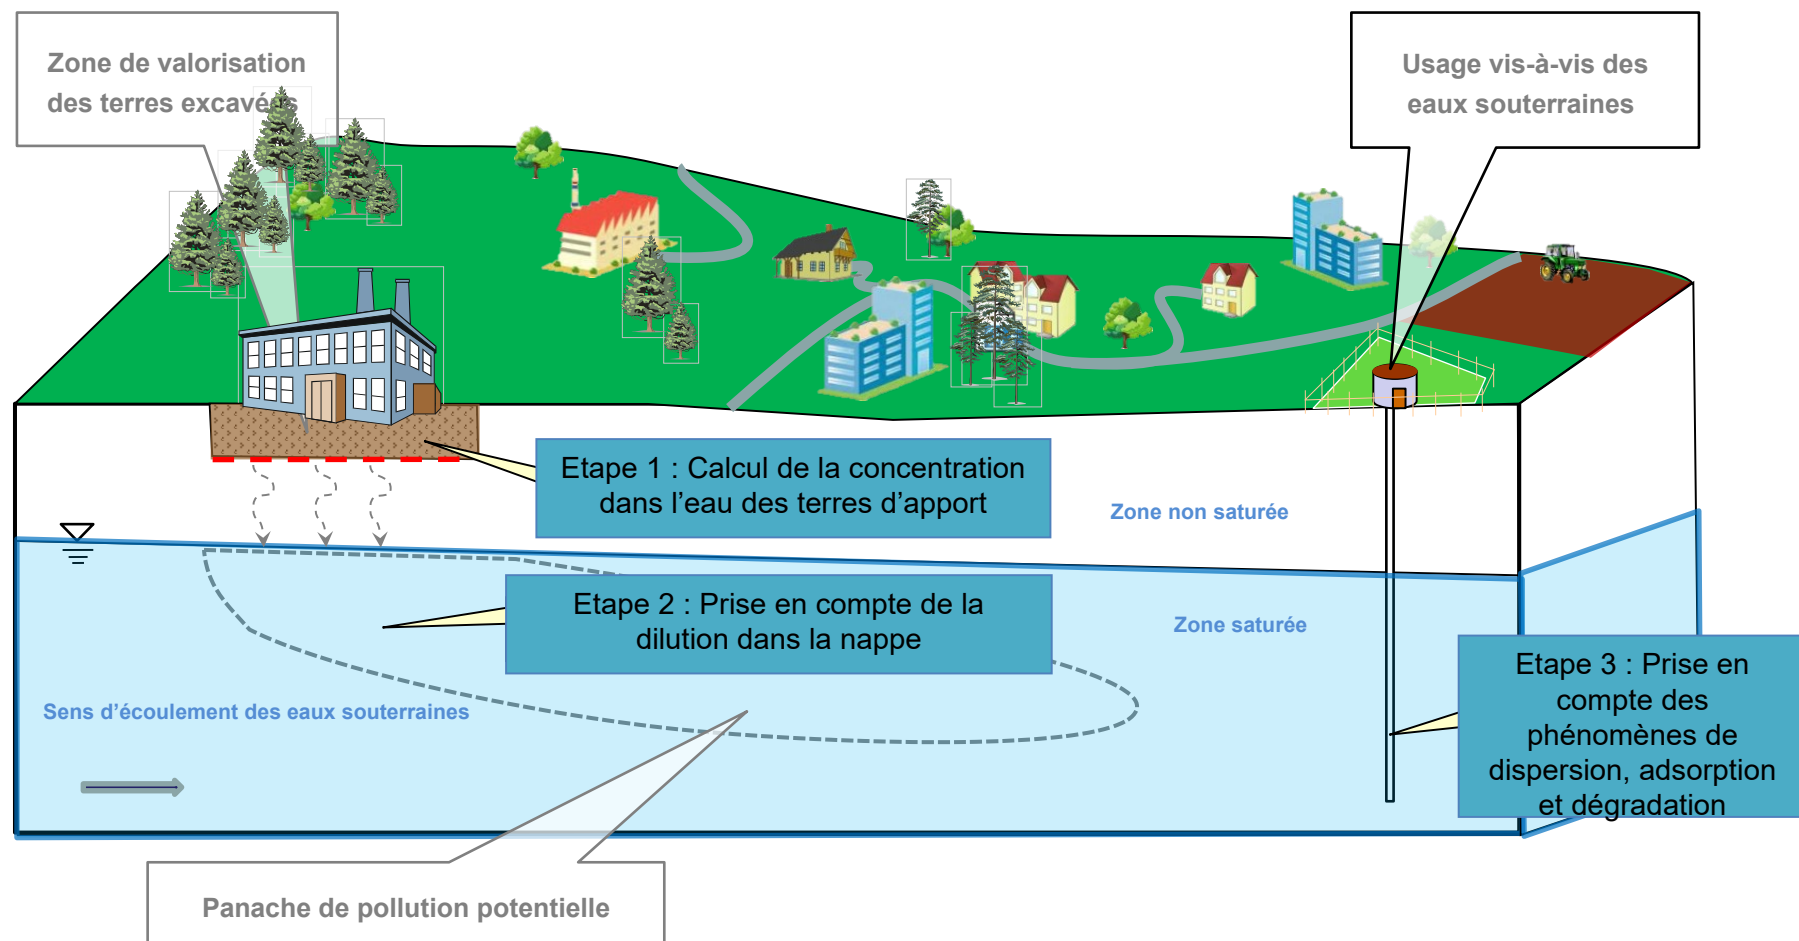 Zone de valorisation
des terres excavées
Usage vis-à-vis des
eaux souterraines
Etape 1 : Calcul de la concentration
dans l'eau des terres d'apport
Zone non saturée
Etape 2 : Prise en compte de la
dilution dans la nappe
Zone saturée
Etape 3 : Prise en
compte des
phénomènes de
dispersion, adsorption
et dégradation
Sens d'écoulement des eaux souterraines
Panache de pollution potentielle